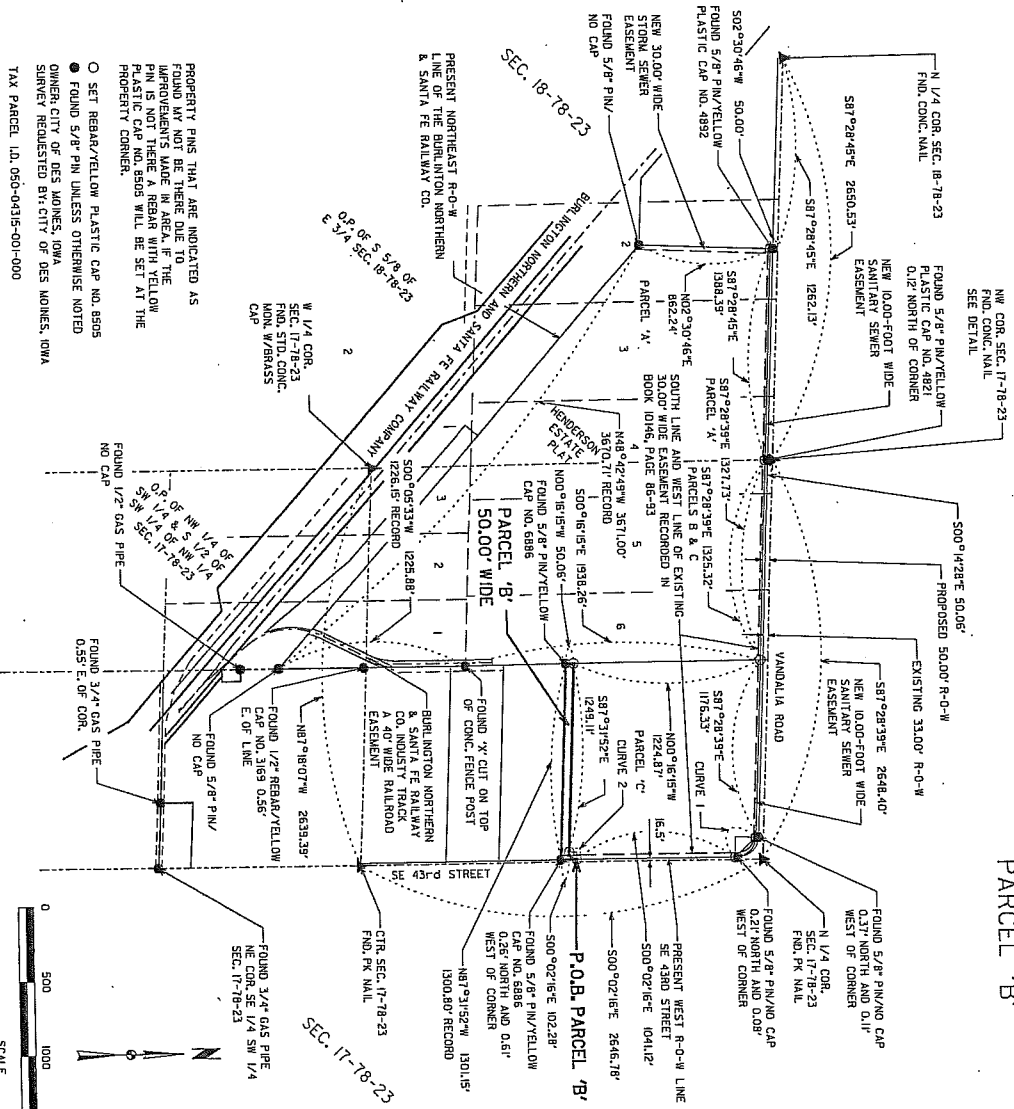 PARCEL 'B'
N 1/4 COR. SEC. 18-78-23
FND. CONC. NAIL
NW COR. SEC. 17-78-23
FND. CONC. NAIL
SEE DETAIL
S02°30'46"W 50.00'
FOUND 5/8" PIN/YELLOW
PLASTIC CAP NO. 4892
NEW 30.00' WIDE
STORM SEWER
EASEMENT
FOUND 5/8" PIN/
NO CAP
SEC. 18-78-23
S87°28'45"E 2650.53'
S87°28'45"E 1262.13'
FOUND 5/8" PIN/YELLOW
PLASTIC CAP NO. 4821
0.12' NORTH OF CORNER
NEW 10.00-FOOT WIDE
SANITARY SEWER
EASEMENT
S87°28'45"E
1388.39'
N02°30'46"E
862.24'
PARCEL 'A'
S87°28'39"E 1327.73'
PARCEL 'A'
S87°28'39"E 1325.32'
PARCELS B & C
SOUTH LINE AND WEST LINE OF EXISTING
30.00' WIDE EASEMENT RECORDED IN
BOOK 10146, PAGE 86-93
S00°14'28"E 50.06'
PROPOSED 50.00' R-O-W
EXISTING 33.00' R-O-W
S87°28'39"E 2648.40'
NEW 10.00-FOOT WIDE
SANITARY SEWER
EASEMENT
VANDALIA ROAD
S87°28'39"E
1176.33'
CURVE 1
FOUND 5/8" PIN/NO CAP
0.37' NORTH AND 0.11'
WEST OF CORNER
N 1/4 COR.
SEC. 17-78-23
FND. PK NAIL
FOUND 5/8" PIN/NO CAP
0.21' NORTH AND 0.08'
WEST OF CORNER
PRESENT NORTHEAST R-O-W
LINE OF THE BURLINTON NORTHERN
& SANTA FE RAILWAY CO.
BURLINGTON NORTHERN AND SANTA FE RAILWAY COMPANY
O.P. OF S 5/8 OF
E 3/4 SEC. 18-78-23
HENDERSON
ESTATE
PLAT
N48°42'49"W 3671.00'
3670.71' RECORD
2
3
4
5
6
2
3
2
1
N00°16'15"W
1224.87'
PARCEL 'C'
16.5'
PRESENT WEST R-O-W LINE
SE 43RD STREET
S00°02'16"E 1041.12'
S00°02'16"E 2646.78'
S00°16'15"E 1938.26'
N00°16'15"W 50.06'
FOUND 5/8" PIN/YELLOW
CAP NO. 6886
PARCEL 'B'
50.00' WIDE
S87°31'52"E
1249.11'
CURVE 2
P.O.B. PARCEL 'B'
S00°02'16"E 102.28'
FOUND 5/8" PIN/YELLOW
CAP NO. 6886
0.26' NORTH AND 0.61'
WEST OF CORNER
N87°31'52"W 1301.15'
1300.80' RECORD
S00°05'33"W 1225.88'
1226.15' RECORD
W 1/4 COR.
SEC. 17-78-23
FND. STD. CONC.
MON. W/BRASS
CAP
FOUND 'X' CUT ON TOP
OF CONC. FENCE POST
BURLINGTON NORTHERN
& SANTA FE RAILWAY
CO. INDUSTRY TRACK
A 40' WIDE RAILROAD
EASEMENT
SE 43rd STREET
CTR. SEC. 17-78-23
FND. PK NAIL
N87°18'07"W 2639.39'
FOUND 1/2" REBAR/YELLOW
CAP NO. 3169 0.56'
E. OF LINE
FOUND 5/8" PIN/
NO CAP
O.P. OF NW 1/4 OF
SW 1/4 & S 1/2 OF
SW 1/4 OF NW 1/4
SEC. 17-78-23
FOUND 1/2" GAS PIPE
NO CAP
FOUND 3/4" GAS PIPE
0.55' E. OF COR.
FOUND 3/4" GAS PIPE
NE COR. SE 1/4 SW 1/4
SEC. 17-78-23
SEC. 17-78-23
PROPERTY PINS THAT ARE INDICATED AS
FOUND MY NOT BE THERE DUE TO
IMPROVEMENTS MADE IN AREA. IF THE
PIN IS NOT THERE A REBAR WITH YELLOW
PLASTIC CAP NO. 8505 WILL BE SET AT THE
PROPERTY CORNER.
SET REBAR/YELLOW PLASTIC CAP NO. 8505
FOUND 5/8" PIN UNLESS OTHERWISE NOTED
OWNER: CITY OF DES MOINES, IOWA
SURVEY REQUESTED BY: CITY OF DES MOINES, IOWA
TAX PARCEL I.D. 050-04315-001-000
N
0 500 1000
SCALE